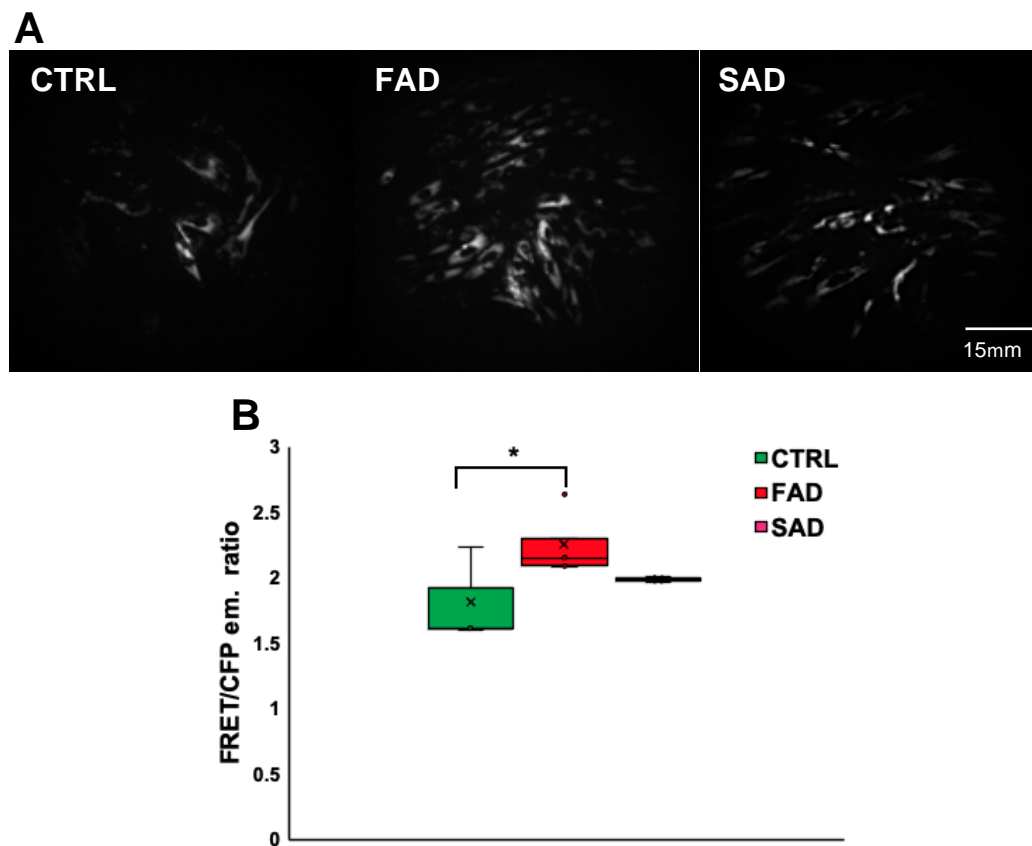 A
CTRL
FAD
SAD
15mm
B
*
CTRL
FAD
SAD
FRET/CFP em. ratio
3
2.5
2
1.5
1
0.5
0